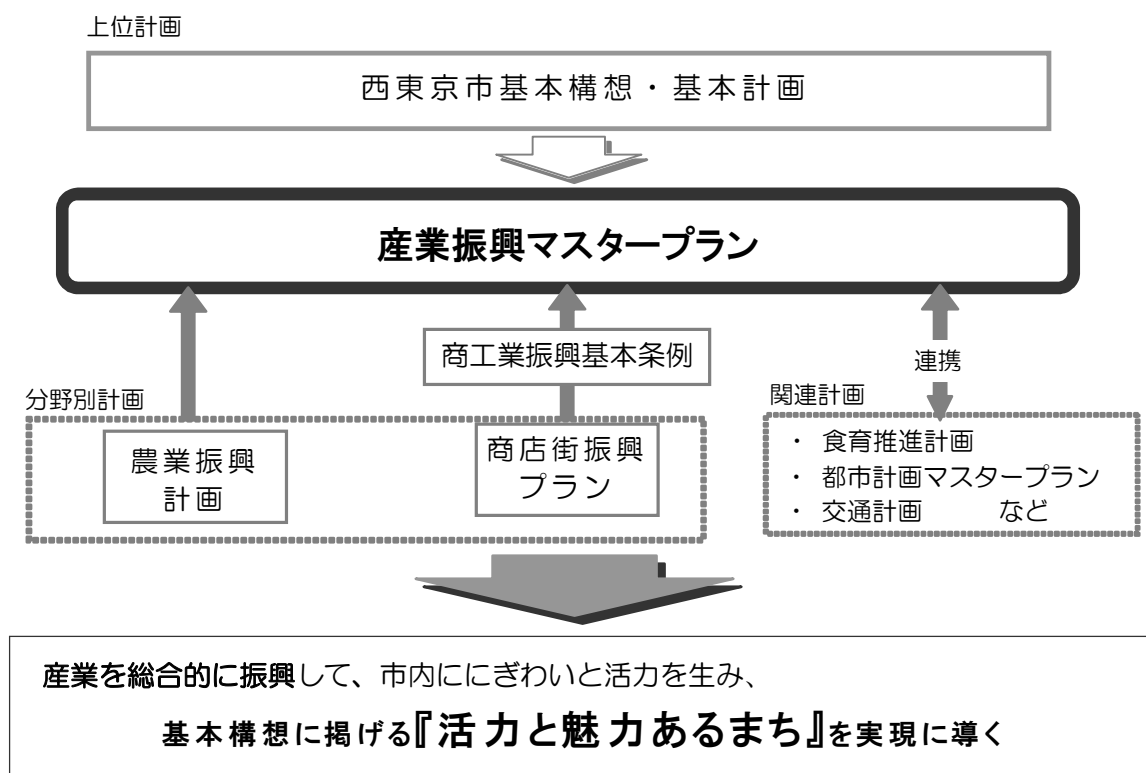 上位計画
西東京市基本構想・基本計画
産業振興マスタープラン
商工業振興基本条例
連携
分野別計画
関連計画
農業振興
計画
商店街振興
プラン
・ 食育推進計画
・ 都市計画マスタープラン
・ 交通計画 など
産業を総合的に振興して、市内ににぎわいと活力を生み、
基本構想に掲げる『活力と魅力あるまち』を実現に導く